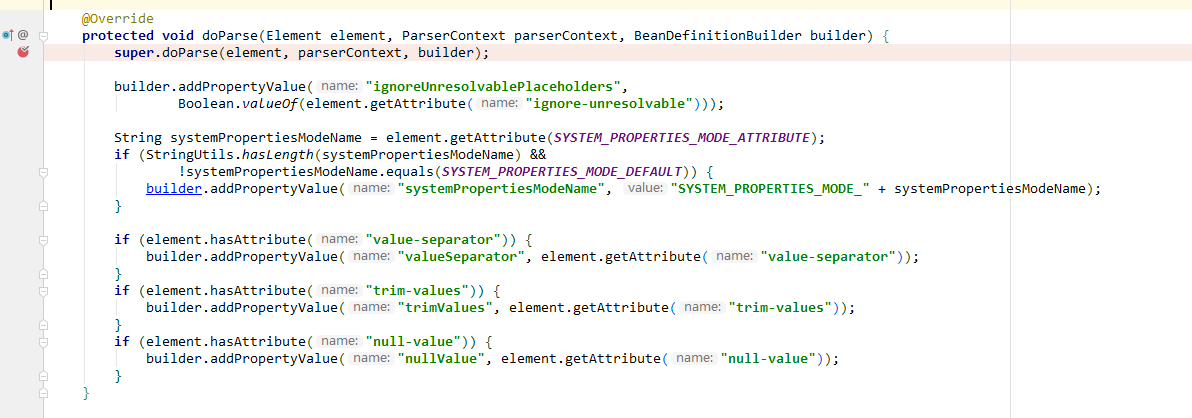 @
@Override
protected void doParse(Element element, ParserContext parserContext, BeanDefinitionBuilder builder) {
super.doParse(element, parserContext, builder);
builder.addPropertyValue( name: "ignoreUnresolvablePlaceholders",
Boolean.valueOf(element.getAttribute( name: "ignore-unresolvable")));
String systemPropertiesModeName = element.getAttribute(SYSTEM_PROPERTIES_MODE_ATTRIBUTE);
if (StringUtils.hasLength(systemPropertiesModeName) &&
!systemPropertiesModeName.equals(SYSTEM_PROPERTIES_MODE_DEFAULT)) {
builder.addPropertyValue( name: "systemPropertiesModeName", value: "SYSTEM_PROPERTIES_MODE_" + systemPropertiesModeName);
}
if (element.hasAttribute( name: "value-separator")) {
builder.addPropertyValue( name: "valueSeparator", element.getAttribute( name: "value-separator"));
}
if (element.hasAttribute( name: "trim-values")) {
builder.addPropertyValue( name: "trimValues", element.getAttribute( name: "trim-values"));
}
if (element.hasAttribute( name: "null-value")) {
builder.addPropertyValue( name: "nullValue", element.getAttribute( name: "null-value"));
}
}